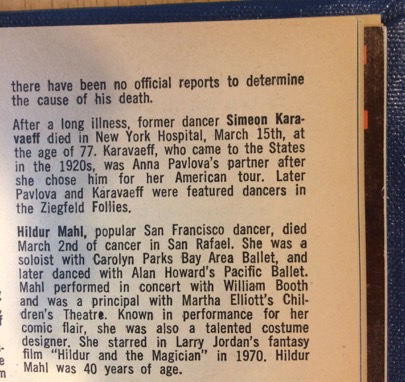 there have been no official reports to determine
the cause of his death.
After a long illness, former dancer Simeon Kara-
vaeff died in New York Hospital, March 15th, at
the age of 77. Karavaeff, who came to the States
in the 1920s, was Anna Pavlova's partner after
she chose him for her American tour. Later
Pavlova and Karavaeff were featured dancers in
the Ziegfeld Follies.
Hildur Mahl, popular San Francisco dancer, died
March 2nd of cancer in San Rafael. She was a
soloist with Carolyn Parks Bay Area Ballet, and
later danced with Alan Howard's Pacific Ballet.
Mahl performed in concert with William Booth
and was a principal with Martha Elliott's Chil-
dren's Theatre. Known in performance for her
comic flair, she was also a talented costume
designer. She starred in Larry Jordan's fantasy
film "Hildur and the Magician" in 1970. Hildur
Mahl was 40 years of age.